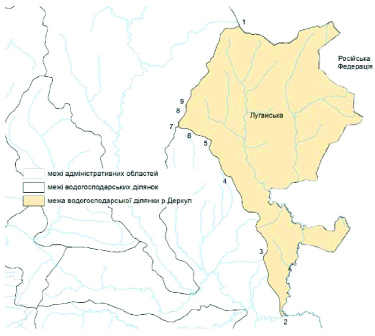 1
Російська
Федерація
9
8
Луганська
7
6
5
4
межі адміністративних областей
межі водогосподарських ділянок
межа водогосподарської ділянки р.Деркул
3
2